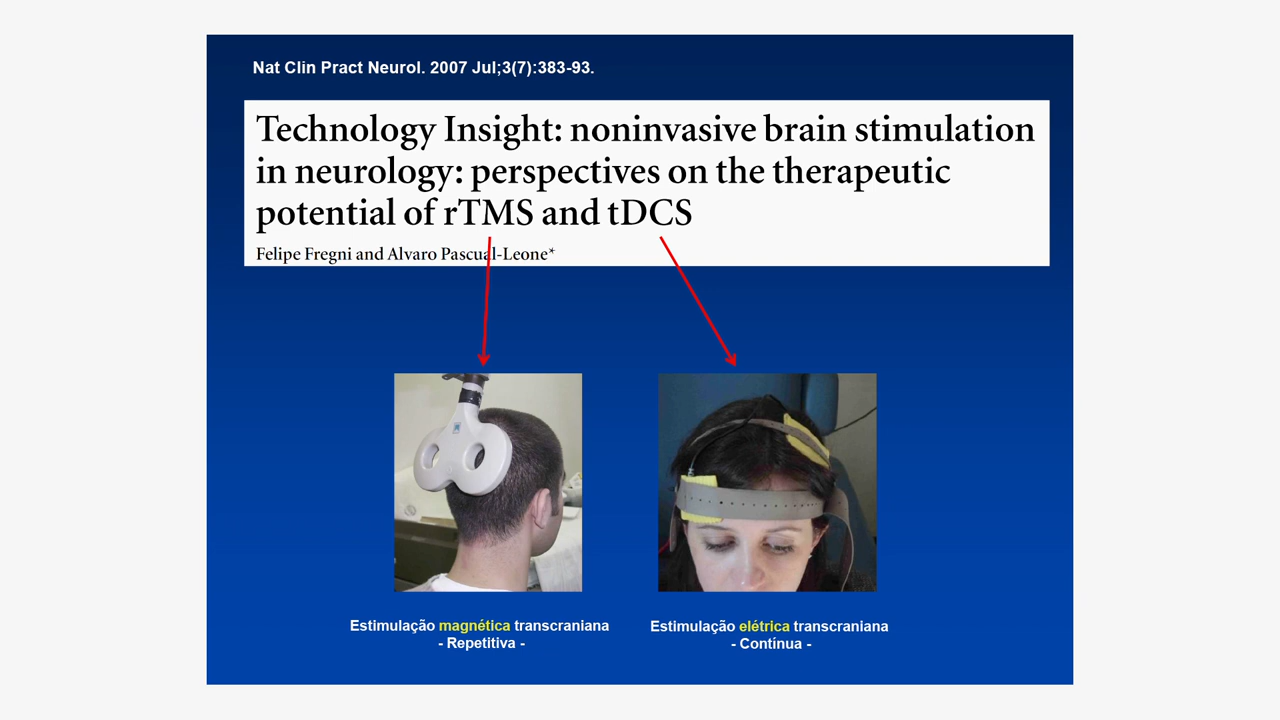 Nat Clin Pract Neurol. 2007 Jul;3(7):383-93.
Technology Insight: noninvasive brain stimulation
in neurology: perspectives on the therapeutic
potential of rTMS and tDCS
Felipe Fregni and Alvaro Pascual-Leone*
Estimulação magnética transcraniana
- Repetitiva -
Estimulação elétrica transcraniana
- Contínua -